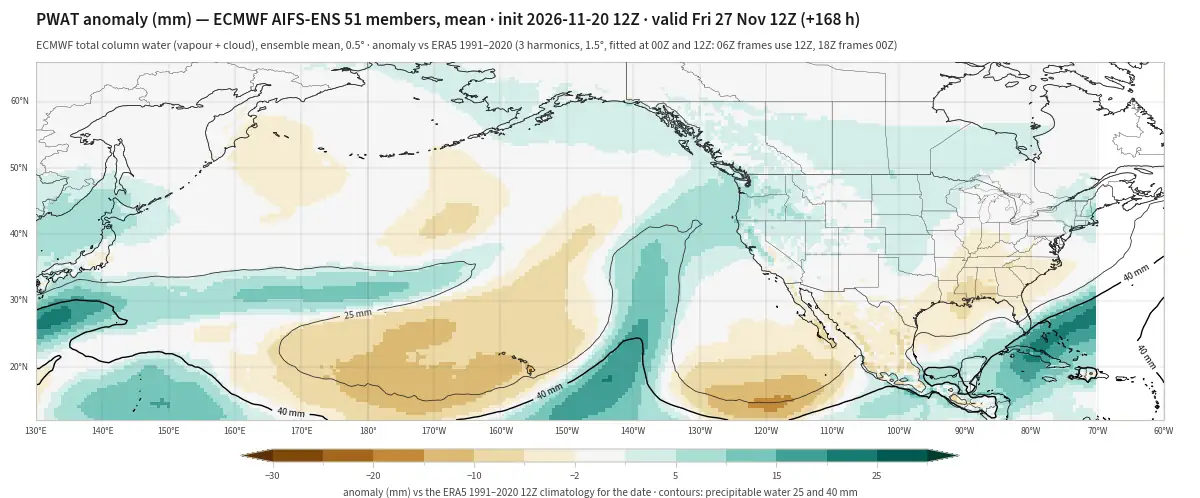 PWAT anomaly (mm) — ECMWF AIFS-ENS 51 members, mean · init 2026-11-20 12Z · valid Fri 27 Nov 12Z (+168 h)
ECMWF total column water (vapour + cloud), ensemble mean, 0.5° · anomaly vs ERA5 1991–2020 (3 harmonics, 1.5°, fitted at 00Z and 12Z: 06Z frames use 12Z, 18Z frames 00Z)
60°N
50°N
40°N
30°N
20°N
25 mm
40 mm
40 mm
40 mm
40 mm
130°E 140°E 150°E 160°E 170°E 180° 170°W 160°W 150°W 140°W 130°W 120°W 110°W 100°W 90°W 80°W 70°W 60°W
−30 −20 −10 −2 5 15 25
anomaly (mm) vs the ERA5 1991–2020 12Z climatology for the date · contours: precipitable water 25 and 40 mm